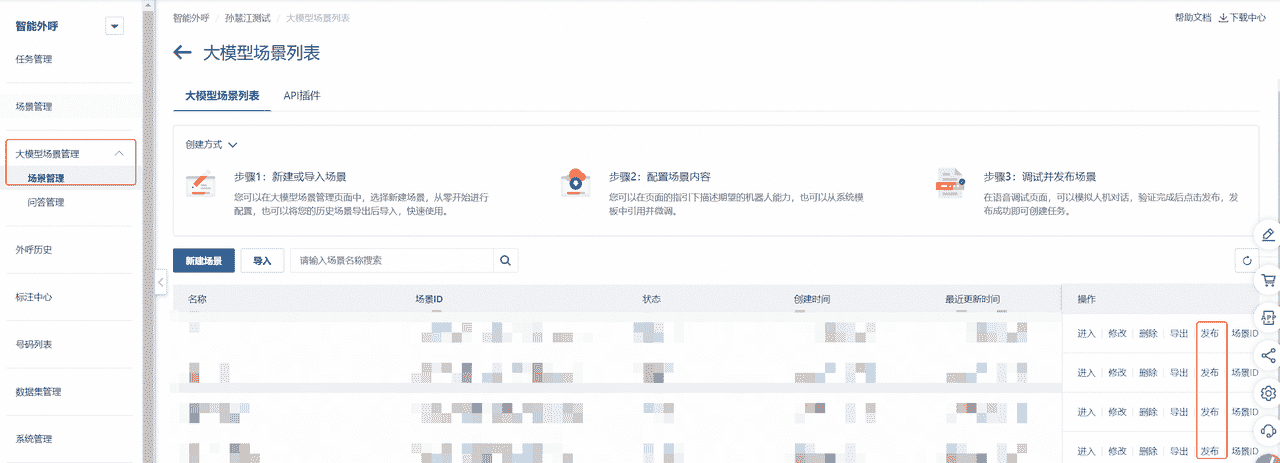 智能外呼
任务管理
场景管理
大模型场景管理
场景管理
问答管理
外呼历史
标注中心
号码列表
数据集管理
系统管理
智能外呼 / 孙慧江测试 / 大模型场景列表
帮助文档 下载中心
大模型场景列表
大模型场景列表 API插件
创建方式
步骤1：新建或导入场景
您可以在大模型场景管理页面中，选择新建场景，从零开始进行
配置，也可以将您的历史场景导出后导入，快速使用。
步骤2：配置场景内容
您可以在页面的指引下描述期望的机器人能力，也可以从系统模
板中引用并微调。
步骤3：调试并发布场景
在语音调试页面，可以模拟人机对话，验证完成后点击发布，发
布成功即可创建任务。
新建场景 导入 请输入场景名称搜索
名称 场景ID 状态 创建时间 最近更新时间 操作
进入 修改 删除 导出 发布 场景ID
进入 修改 删除 导出 发布 场景ID
进入 修改 删除 导出 发布 场景ID
进入 修改 删除 导出 发布 场景ID